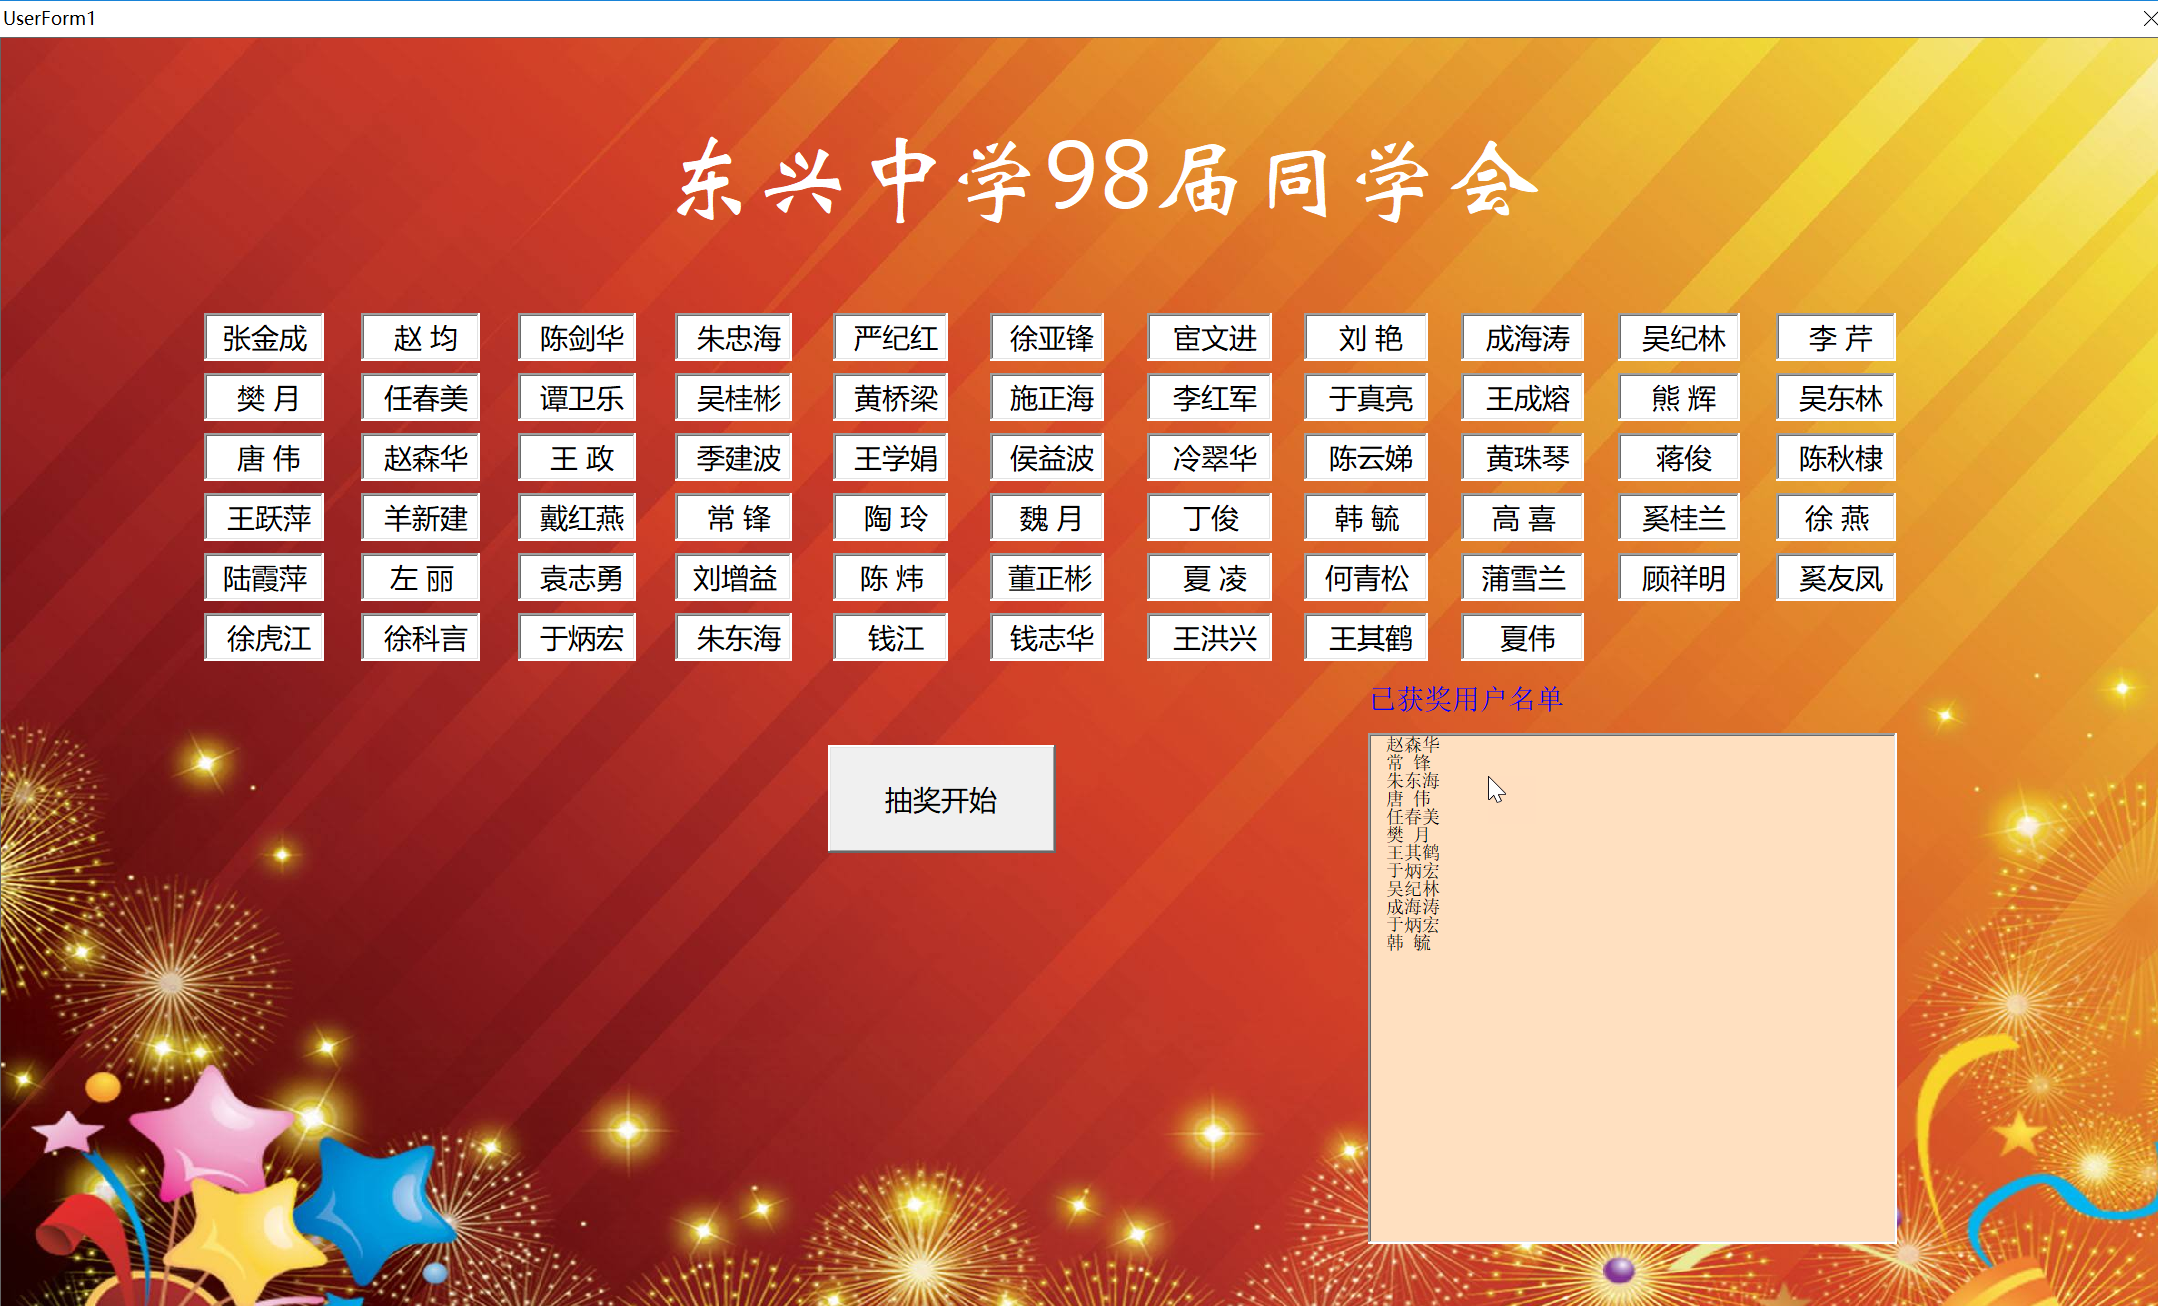 UserForm1
东兴中学98届同学会
张金成 赵 均 陈剑华 朱忠海 严纪红 徐亚锋 宦文进 刘 艳 成海涛 吴纪林 李 芹
樊 月 任春美 谭卫乐 吴桂彬 黄桥梁 施正海 李红军 于真亮 王成熔 熊 辉 吴东林
唐 伟 赵森华 王 政 季建波 王学娟 侯益波 冷翠华 陈云娣 黄珠琴 蒋俊 陈秋棣
王跃萍 羊新建 戴红燕 常 锋 陶 玲 魏 月 丁俊 韩 毓 高 喜 奚桂兰 徐 燕
陆霞萍 左 丽 袁志勇 刘增益 陈 炜 董正彬 夏 凌 何青松 蒲雪兰 顾祥明 奚友凤
徐虎江 徐科言 于炳宏 朱东海 钱江 钱志华 王洪兴 王其鹤 夏伟
已获奖用户名单
抽奖开始
赵森华
常 锋
朱东海
唐 伟
任春美
樊 月
王其鹤
于炳宏
吴纪林
成海涛
于炳宏
韩 毓